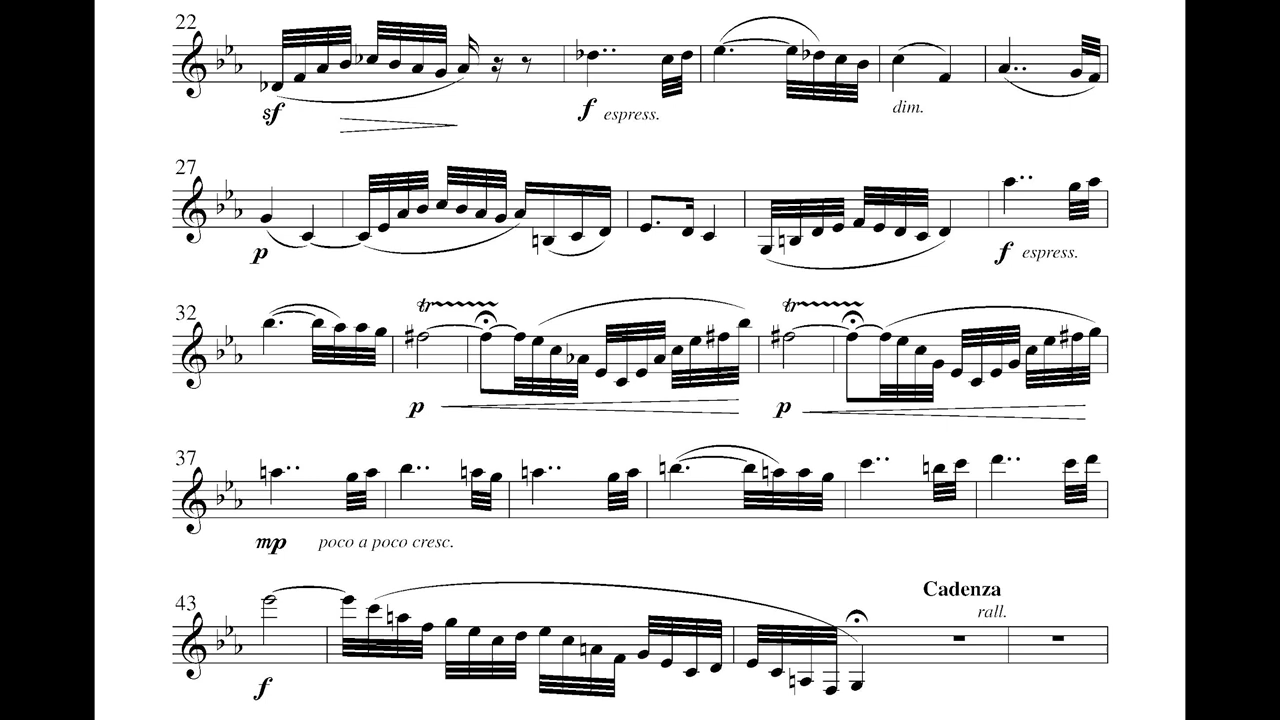 22
sf
f espress.
dim.
27
p
f espress.
32
tr
tr
p
p
37
mp poco a poco cresc.
43
Cadenza
rall.
f